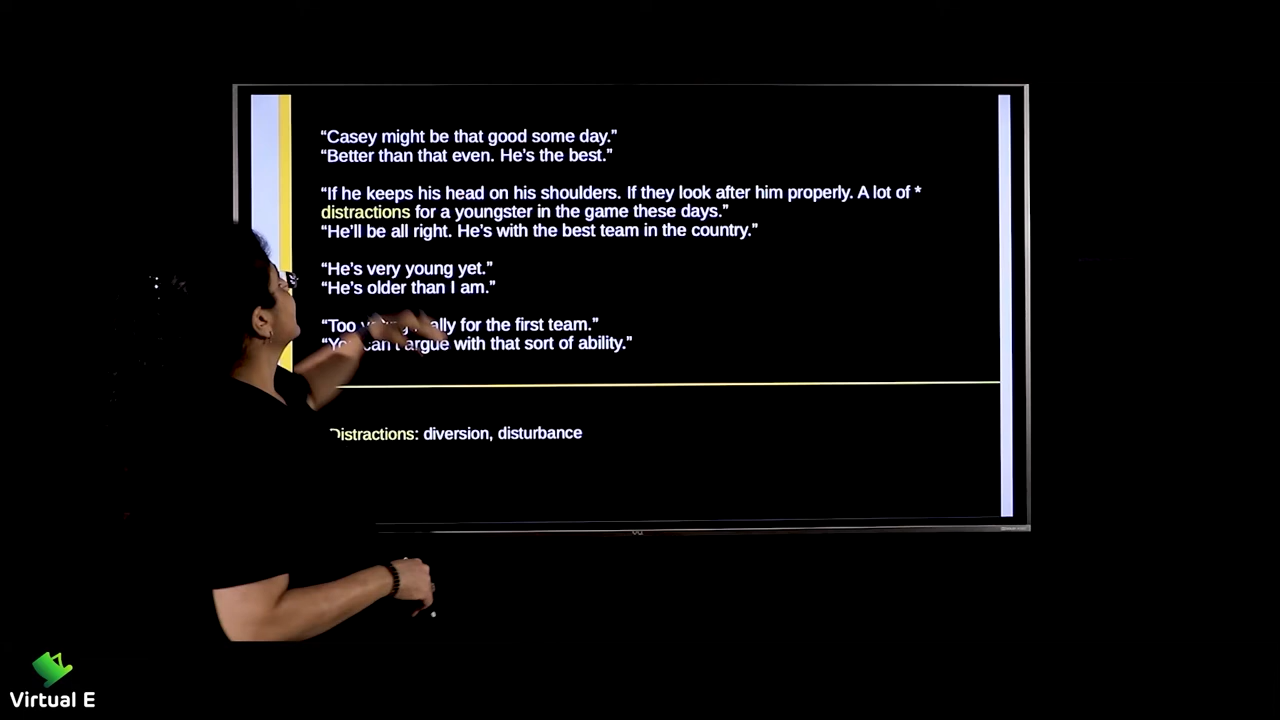 “Casey might be that good some day.”
“Better than that even. He’s the best.”
“If he keeps his head on his shoulders. If they look after him properly. A lot of *
distractions for a youngster in the game these days.”
“He’ll be all right. He’s with the best team in the country.”
“He’s very young yet.”
“He’s older than I am.”
“Too for the first team.”
can’t argue with that sort of ability.”
Distractions: diversion, disturbance
Virtual E